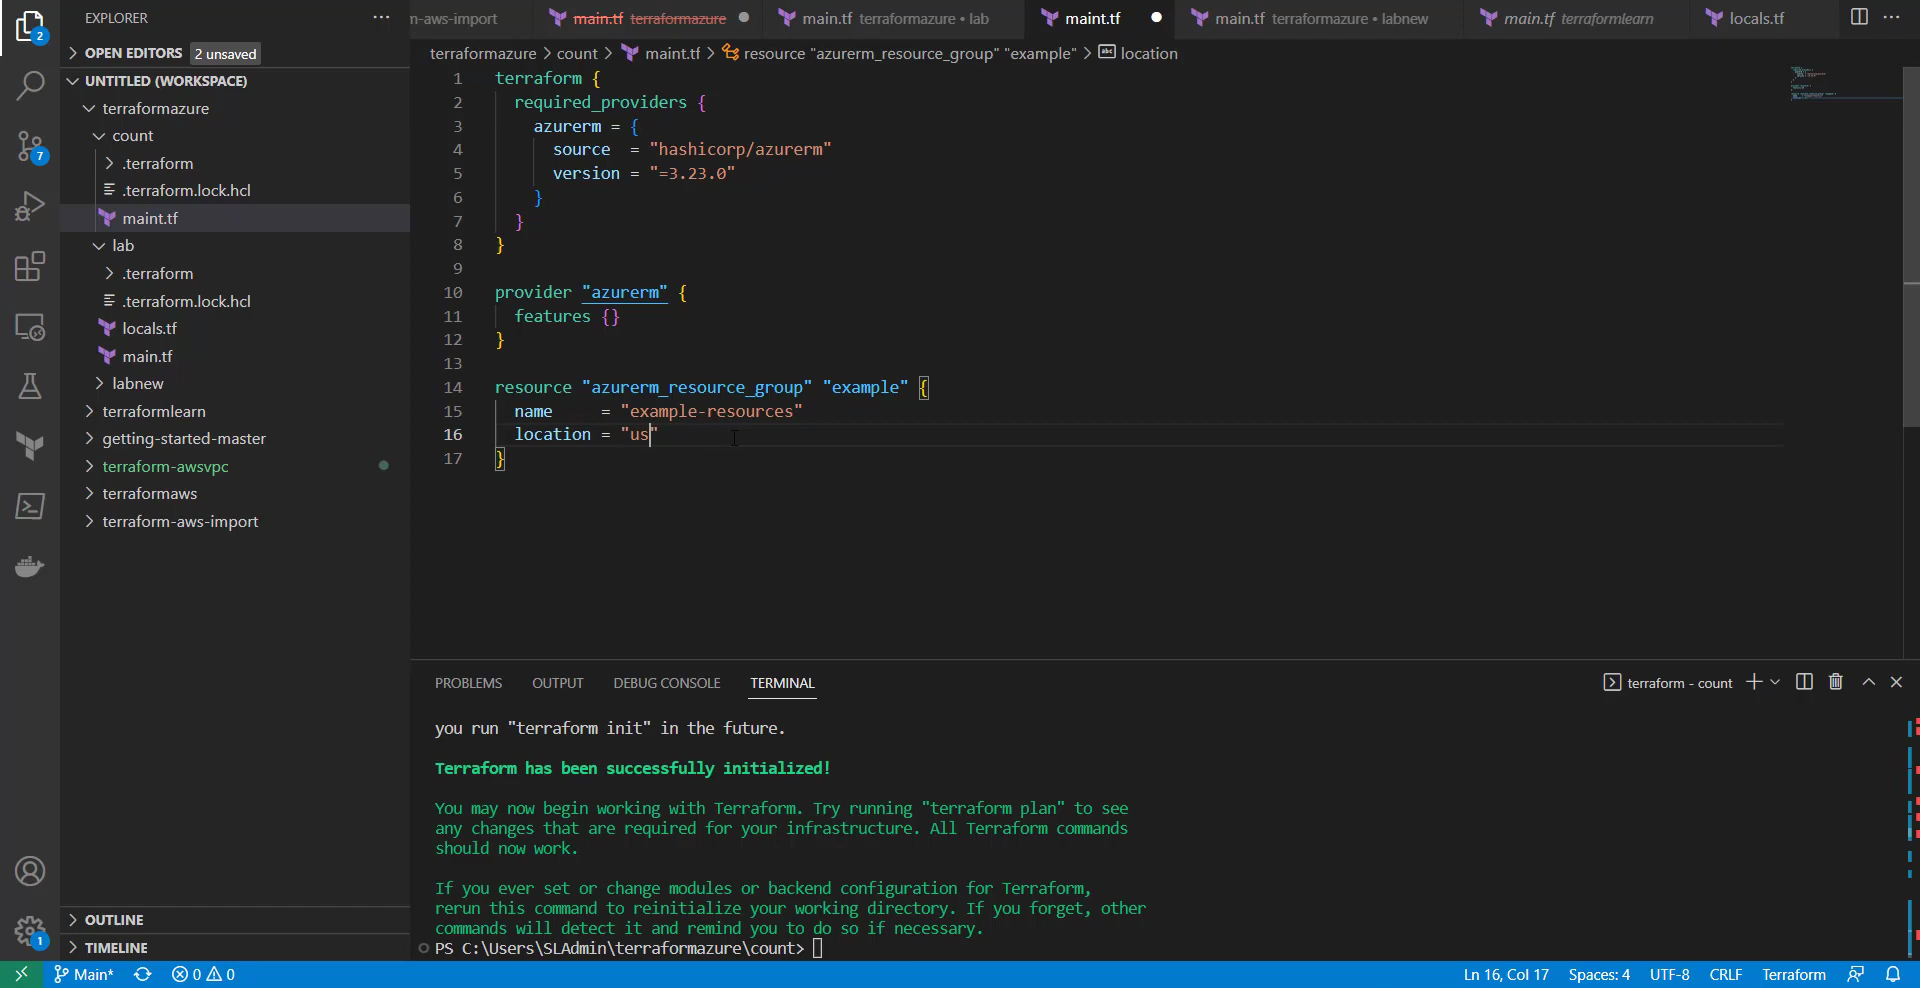 EXPLORER
OPEN EDITORS 2 unsaved
UNTITLED (WORKSPACE)
terraformazure
count
.terraform
.terraform.lock.hcl
maint.tf
lab
.terraform
.terraform.lock.hcl
locals.tf
main.tf
labnew
terraformlearn
getting-started-master
terraform-awsvpc
terraformaws
terraform-aws-import
OUTLINE
TIMELINE
2
7
1
m-aws-import main.tf terraformazure main.tf terraformazure • lab maint.tf main.tf terraformazure • labnew main.tf terraformlearn locals.tf
terraformazure > count > maint.tf > resource "azurerm_resource_group" "example" > abc location
1 terraform {
2 required_providers {
3 azurerm = {
4 source = "hashicorp/azurerm"
5 version = "=3.23.0"
6 }
7 }
8 }
9
10 provider "azurerm" {
11 features {}
12 }
13
14 resource "azurerm_resource_group" "example" {
15 name = "example-resources"
16 location = "us"
17 }
PROBLEMS OUTPUT DEBUG CONSOLE TERMINAL terraform - count
you run "terraform init" in the future.
Terraform has been successfully initialized!
You may now begin working with Terraform. Try running "terraform plan" to see
any changes that are required for your infrastructure. All Terraform commands
should now work.
If you ever set or change modules or backend configuration for Terraform,
rerun this command to reinitialize your working directory. If you forget, other
commands will detect it and remind you to do so if necessary.
PS C:\Users\SLAdmin\terraformazure\count>
Main* 0 0 Ln 16, Col 17 Spaces: 4 UTF-8 CRLF Terraform